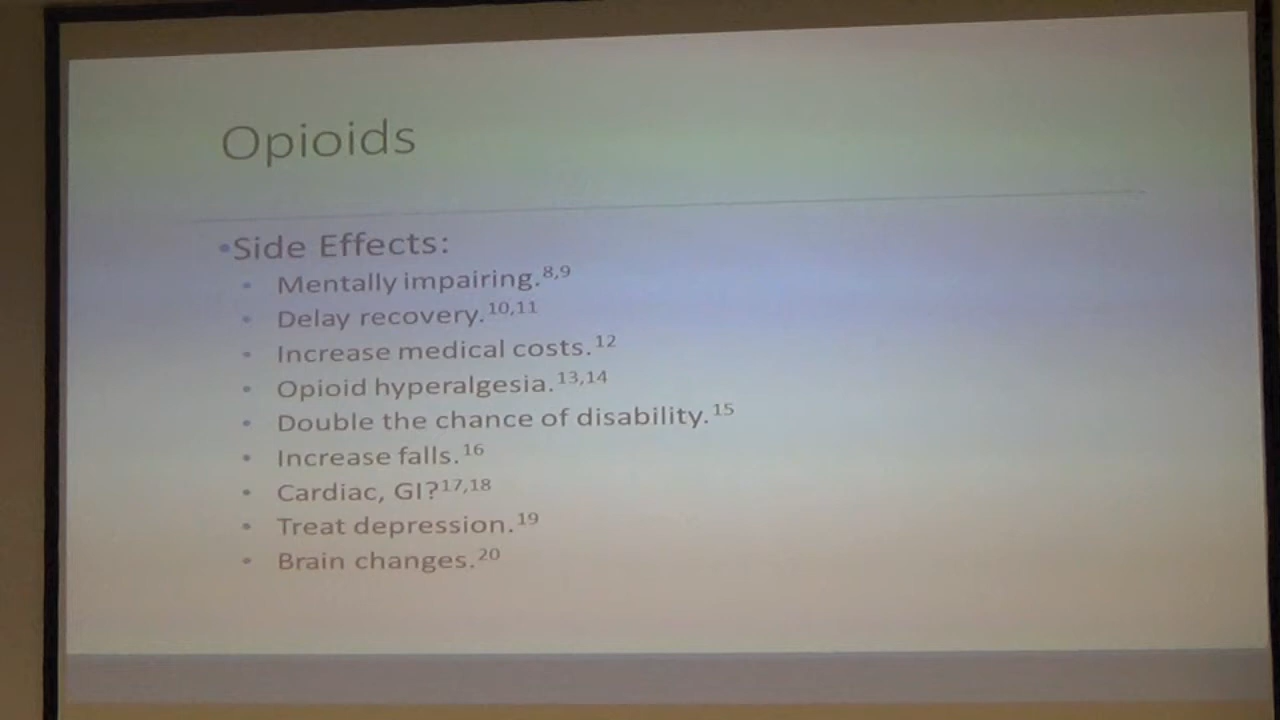 Opioids
•Side Effects:
• Mentally impairing.8,9
• Delay recovery.10,11
• Increase medical costs.12
• Opioid hyperalgesia.13,14
• Double the chance of disability.15
• Increase falls.16
• Cardiac, GI?17,18
• Treat depression.19
• Brain changes.20